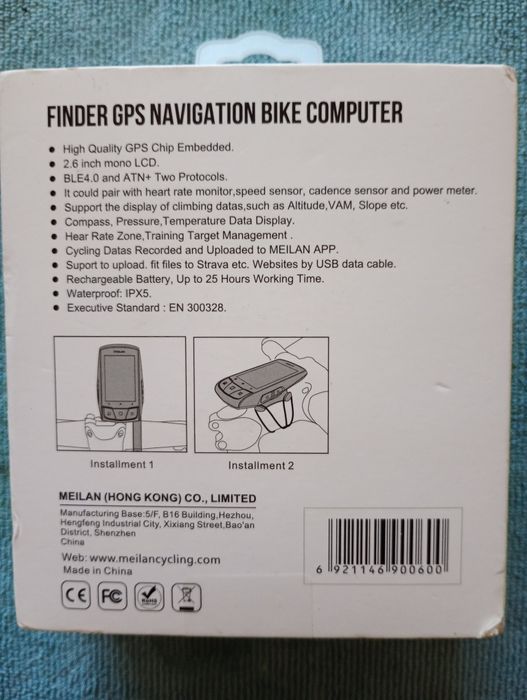 FINDER GPS NAVIGATION BIKE COMPUTER
• High Quality GPS Chip Embedded.
• 2.6 inch mono LCD.
• BLE4.0 and ATN+ Two Protocols.
• It could pair with heart rate monitor,speed sensor, cadence sensor and power meter.
• Support the display of climbing datas,such as Altitude,VAM, Slope etc.
• Compass, Pressure,Temperature Data Display.
• Hear Rate Zone,Training Target Management .
• Cycling Datas Recorded and Uploaded to MEILAN APP.
• Suport to upload. fit files to Strava etc. Websites by USB data cable.
• Rechargeable Battery, Up to 25 Hours Working Time.
• Waterproof: IPX5.
• Executive Standard : EN 300328.
Installment 1
Installment 2
MEILAN (HONG KONG) CO., LIMITED
Manufacturing Base:5/F, B16 Building,Hezhou,
Hengfeng Industrial City, Xixiang Street,Bao'an
District, Shenzhen
China
Web: www.meilancycling.com
Made in China
CE FC RoHS
6 921146 900600